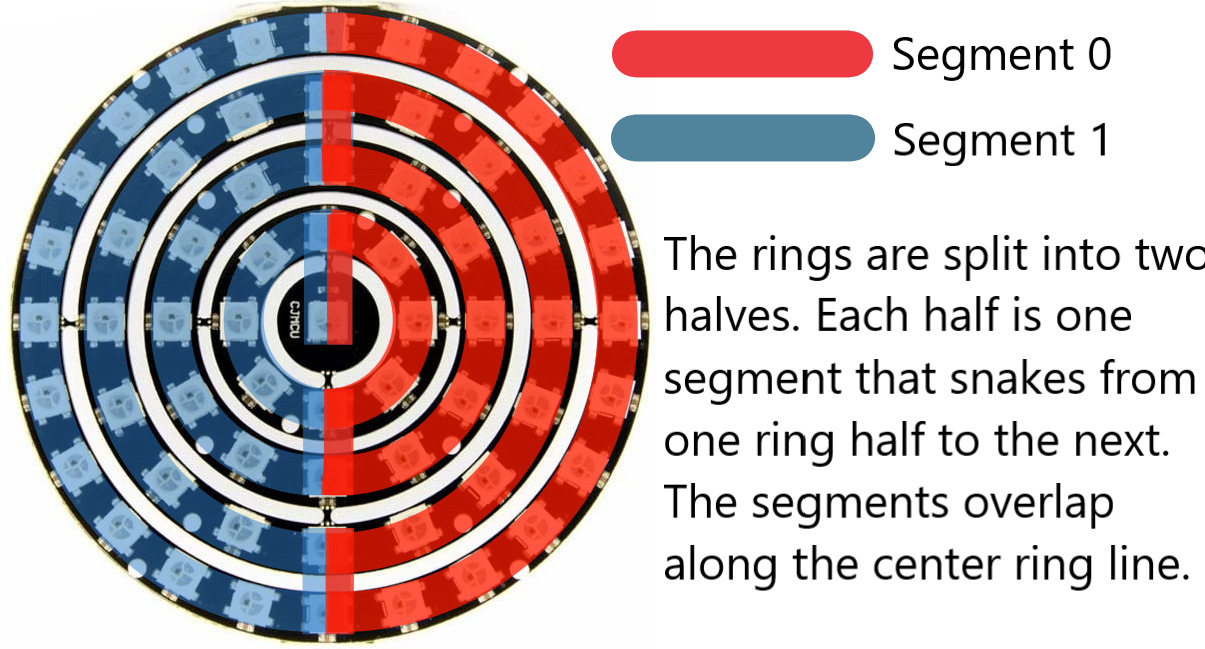 Segment 0
Segment 1
The rings are split into two
halves. Each half is one
segment that snakes from
one ring half to the next.
The segments overlap
along the center ring line.
CJMCU